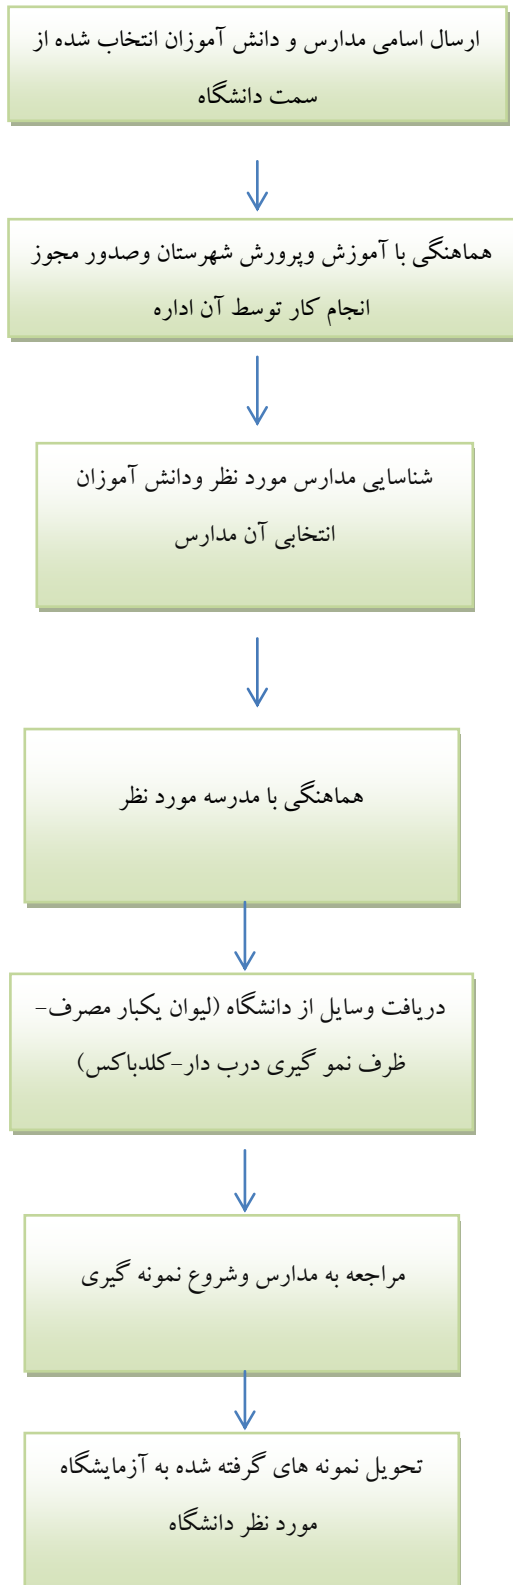 ارسال اسامی مدارس و دانش آموزان انتخاب شده از
سمت دانشگاه
هماهنگی با آموزش وپرورش شهرستان وصدور مجوز
انجام کار توسط آن اداره
شناسایی مدارس مورد نظر ودانش آموزان
انتخابی آن مدارس
هماهنگی با مدرسه مورد نظر
دریافت وسایل از دانشگاه (لیوان یکبار مصرف-
ظرف نمو گیری درب دار-کلدباکس)
مراجعه به مدارس وشروع نمونه گیری
تحویل نمونه های گرفته شده به آزمایشگاه
مورد نظر دانشگاه